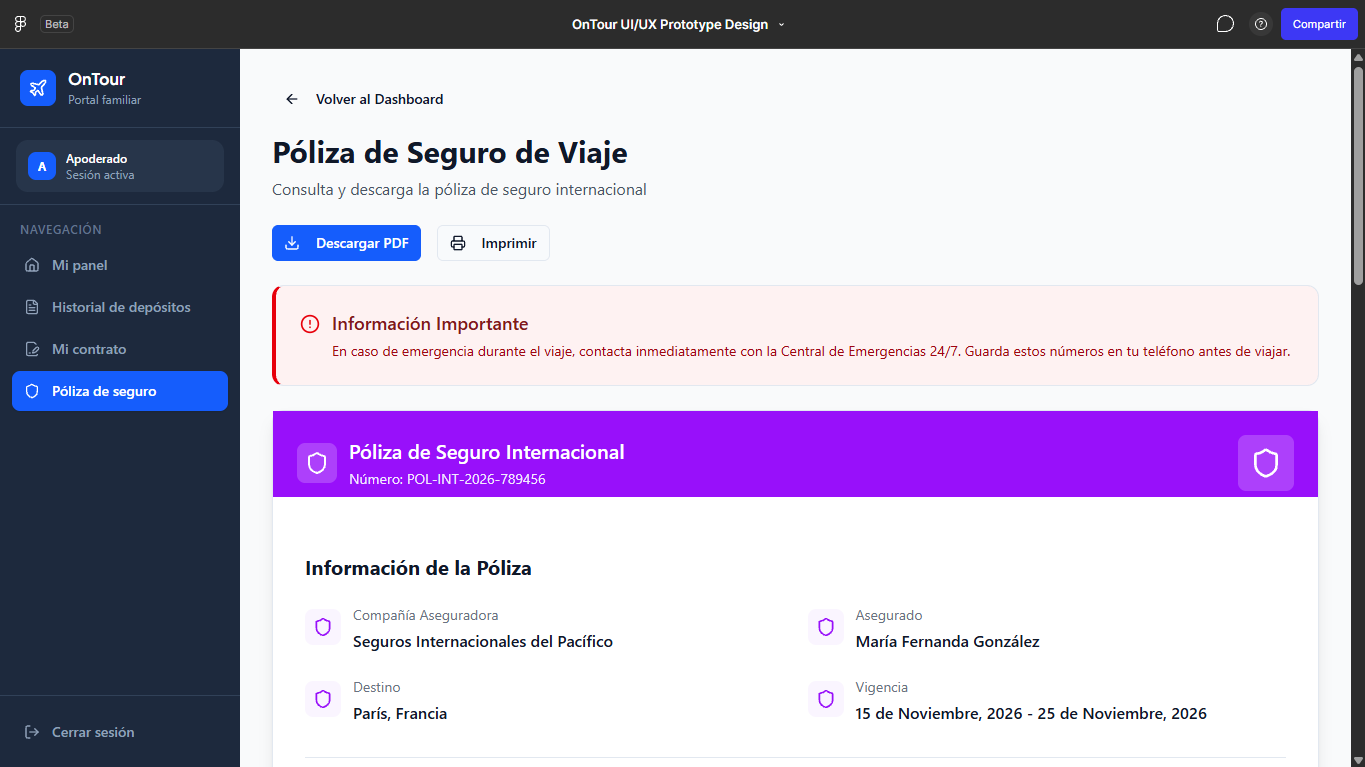 Beta
OnTour UI/UX Prototype Design
Compartir
OnTour
Portal familiar
A
Apoderado
Sesión activa
NAVEGACIÓN
Mi panel
Historial de depósitos
Mi contrato
Póliza de seguro
Cerrar sesión
Volver al Dashboard
Póliza de Seguro de Viaje
Consulta y descarga la póliza de seguro internacional
Descargar PDF
Imprimir
Información Importante
En caso de emergencia durante el viaje, contacta inmediatamente con la Central de Emergencias 24/7. Guarda estos números en tu teléfono antes de viajar.
Póliza de Seguro Internacional
Número: POL-INT-2026-789456
Información de la Póliza
Compañía Aseguradora
Seguros Internacionales del Pacífico
Asegurado
María Fernanda González
Destino
París, Francia
Vigencia
15 de Noviembre, 2026 - 25 de Noviembre, 2026